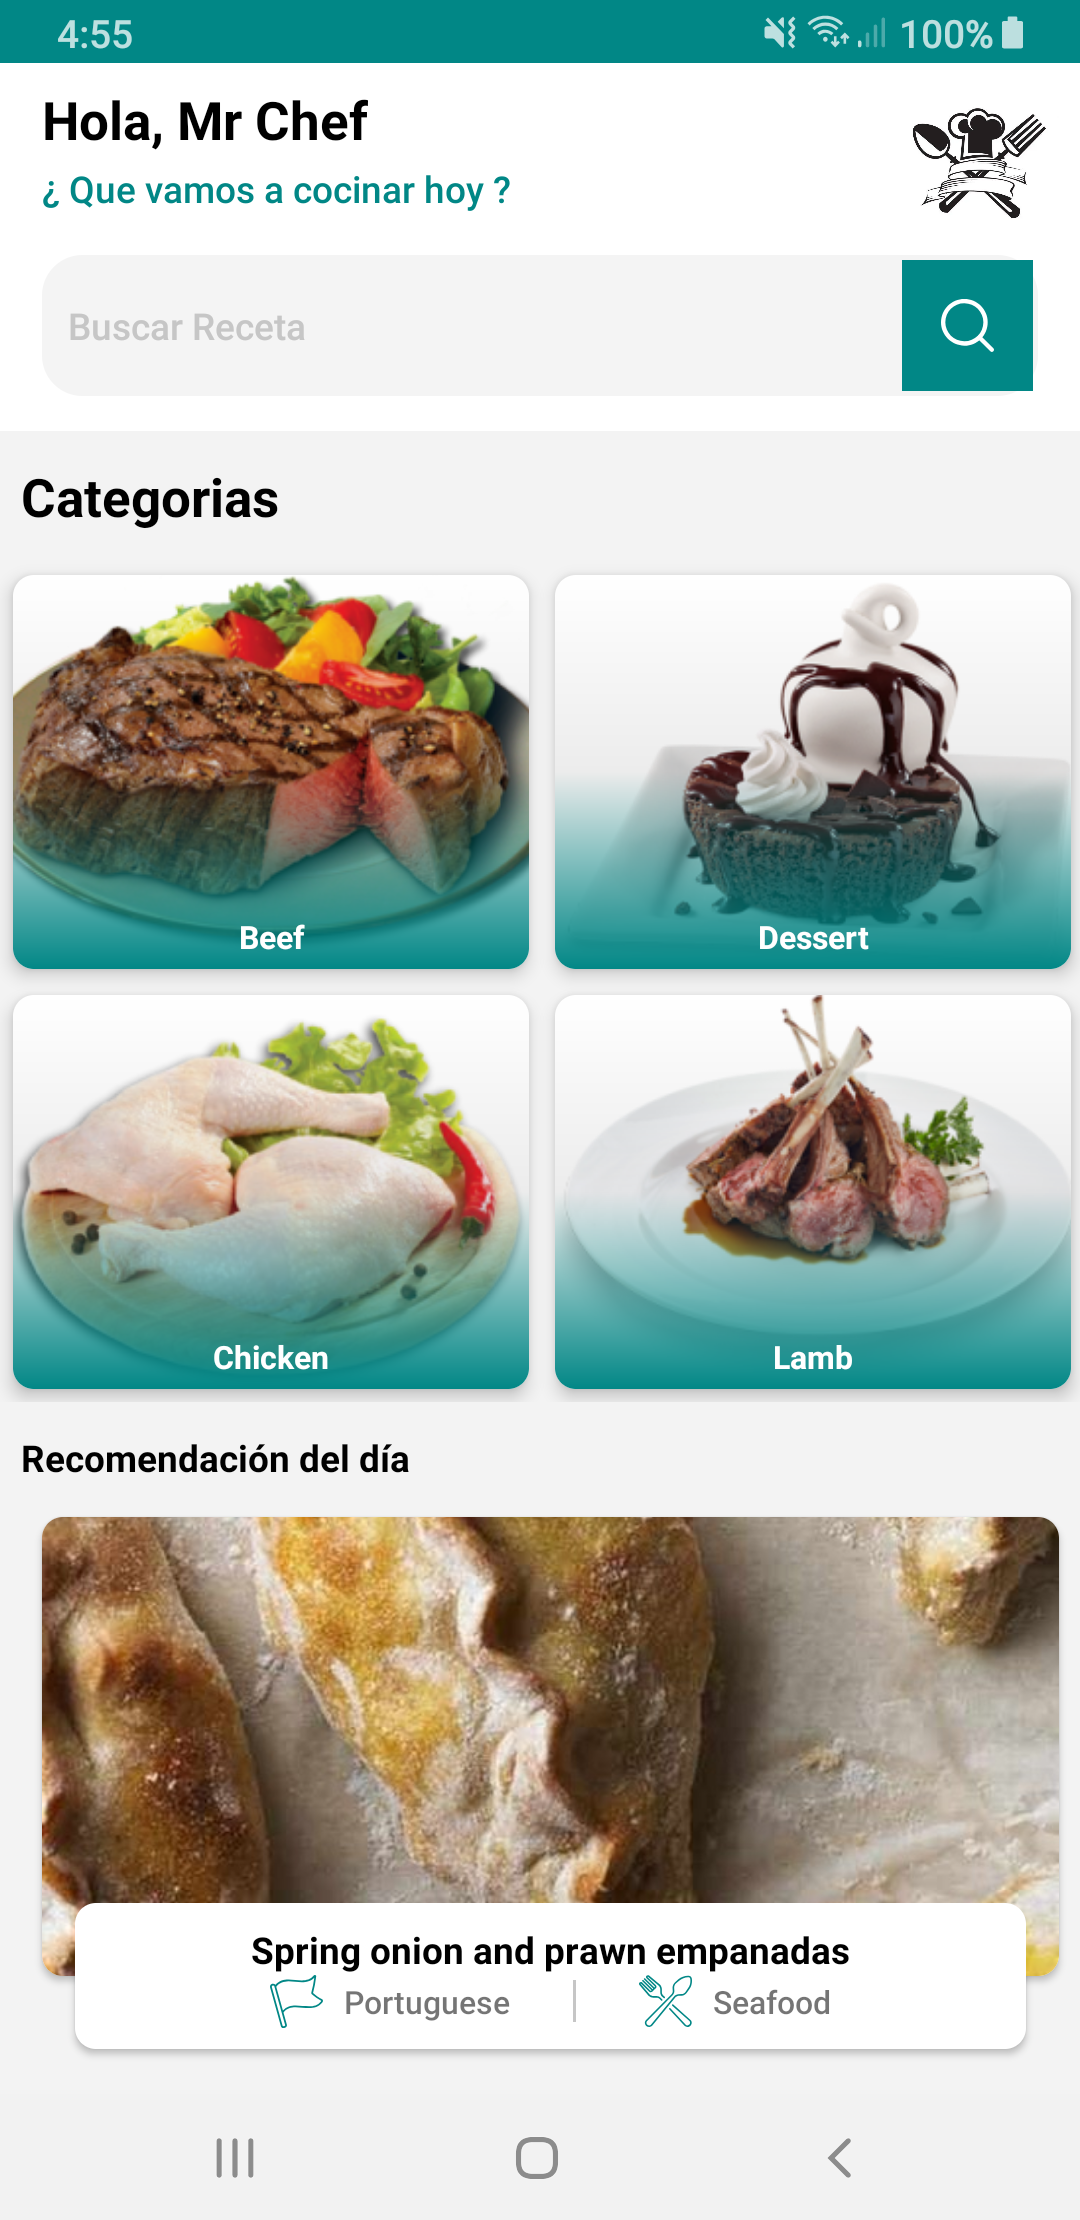 4:55
100%
Hola, Mr Chef
¿ Que vamos a cocinar hoy ?
Buscar Receta
Categorias
Beef
Dessert
Chicken
Lamb
Recomendación del día
Spring onion and prawn empanadas
Portuguese
Seafood